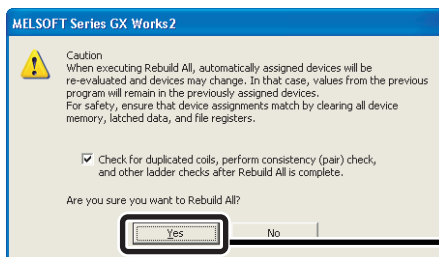 MELSOFT Series GX Works2
Caution
When executing Rebuild All, automatically assigned devices will be
re-evaluated and devices may change. In that case, values from the previous
program will remain in the previously assigned devices.
For safety, ensure that device assignments match by clearing all device
memory, latched data, and file registers.
Check for duplicated coils, perform consistency (pair) check,
and other ladder checks after Rebuild All is complete.
Are you sure you want to Rebuild All?
Yes No